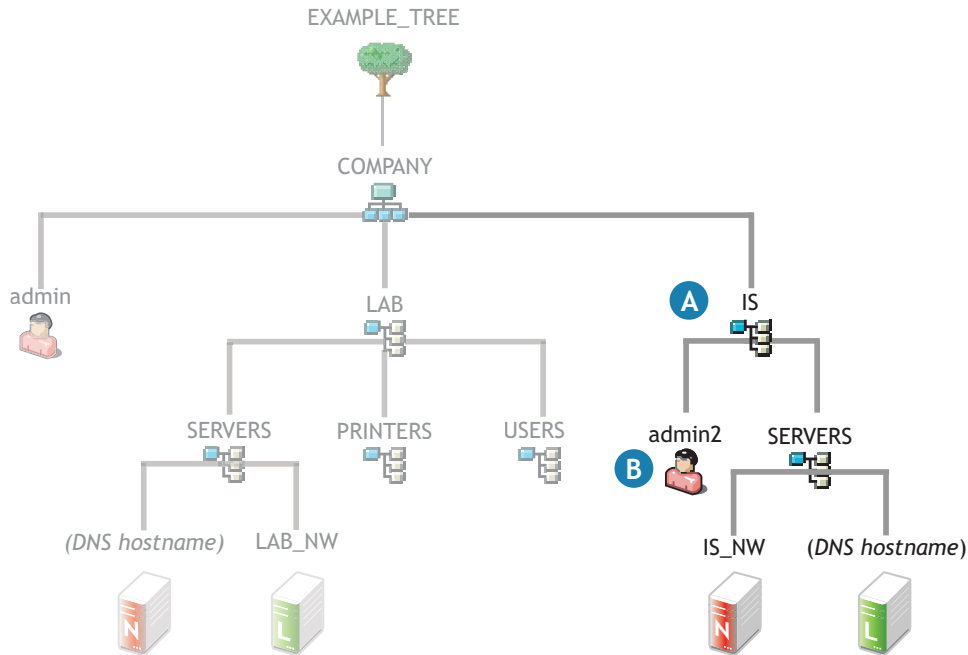 EXAMPLE_TREE
COMPANY
admin
LAB
A
IS
SERVERS
PRINTERS
USERS
admin2
SERVERS
B
(DNS hostname)
LAB_NW
IS_NW
(DNS hostname)
N
L
N
L